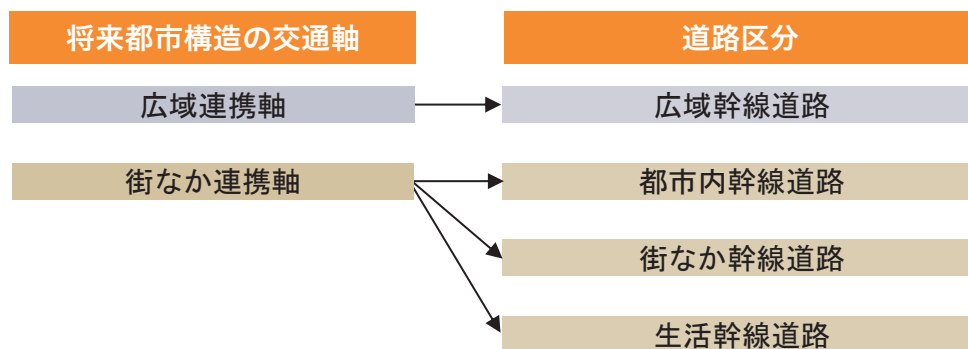 将来都市構造の交通軸
道路区分
広域連携軸
広域幹線道路
街なか連携軸
都市内幹線道路
街なか幹線道路
生活幹線道路